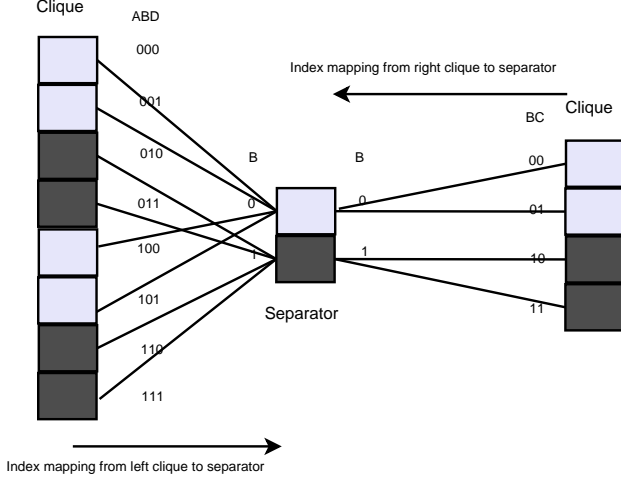 Clique
ABD
000
001
010
011
100
101
110
111
Index mapping from left clique to separator
B
0
1
Separator
B
0
1
Index mapping from right clique to separator
BC
Clique
00
01
10
11